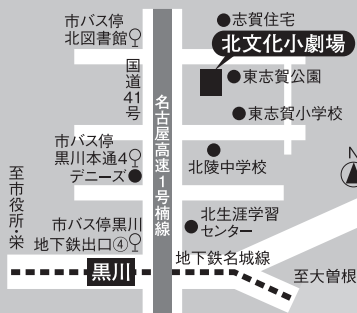 市バス停
北図書館
志賀住宅
北文化小劇場
国道41号
東志賀公園
名古屋高速1号楠線
東志賀小学校
市バス停
黒川本通4
デニーズ
北陵中学校
N
至市役所・栄
市バス停黒川
地下鉄出口④
北生涯学習
センター
地下鉄名城線
黒川
至大曽根